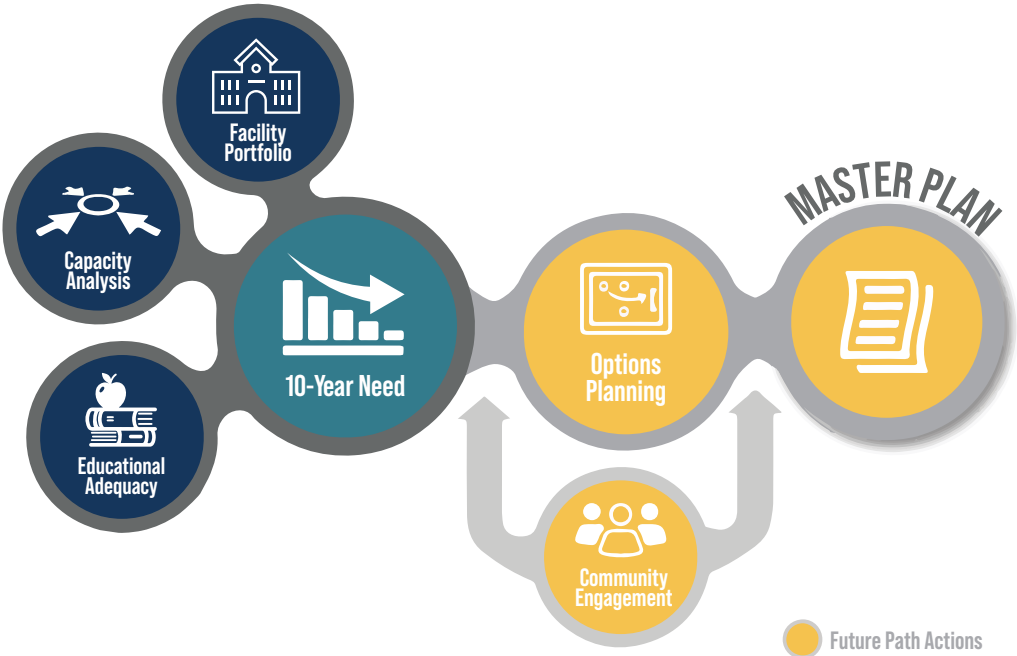 Facility
Portfolio
MASTER PLAN
Capacity
Analysis
10-Year Need
Options
Planning
Educational
Adequacy
Community
Engagement
Future Path Actions